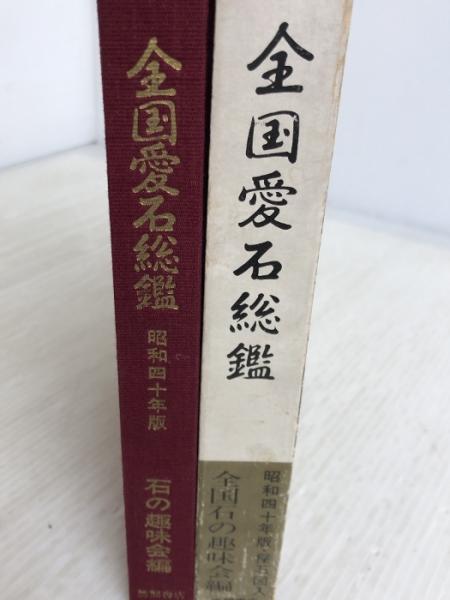 全国愛石総鑑
昭和四十年版
石の趣味会編
全国愛石総鑑
昭和四十年版
全国石の趣味会編